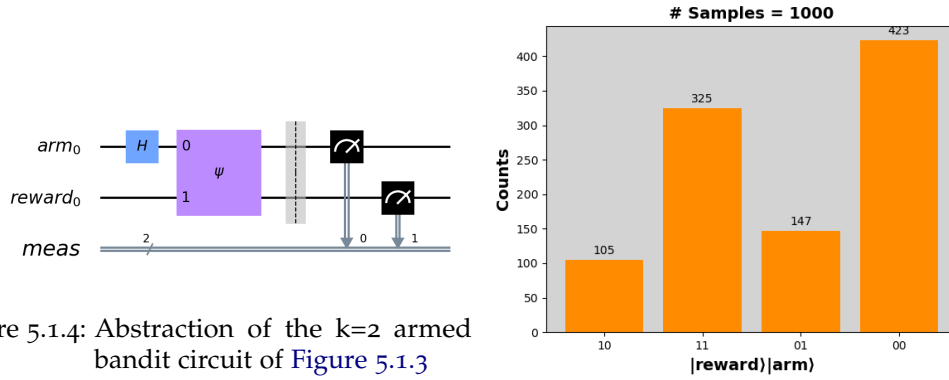 arm₀
H
0
ψ
reward₀
1
meas
2
0
1
re 5.1.4: Abstraction of the k=2 armed
bandit circuit of Figure 5.1.3
# Samples = 1000
Counts
400
350
300
250
200
150
100
50
0
105
325
147
423
10
11
01
00
|reward⟩|arm⟩